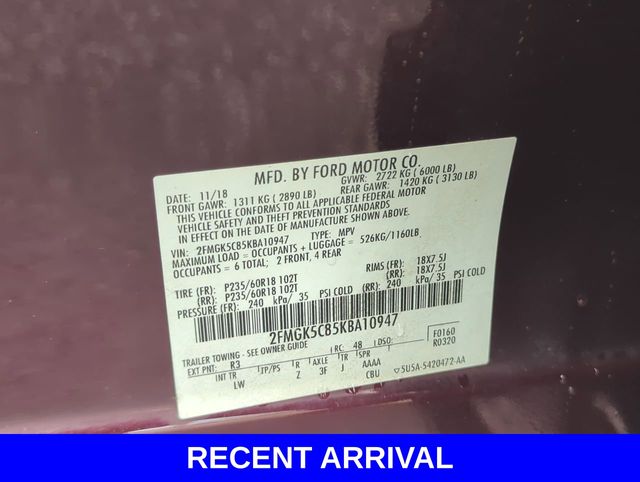 MFD. BY FORD MOTOR CO.
DATE: 11/18 GVWR: 2722 KG ( 6000 LB)
FRONT GAWR: 1311 KG ( 2890 LB) REAR GAWR: 1420 KG ( 3130 LB)
THIS VEHICLE CONFORMS TO ALL APPLICABLE FEDERAL MOTOR
VEHICLE SAFETY AND THEFT PREVENTION STANDARDS
IN EFFECT ON THE DATE OF MANUFACTURE SHOWN ABOVE.
VIN: 2FMGK5C85KBA10947 TYPE: MPV
MAXIMUM LOAD = OCCUPANTS + LUGGAGE = 526KG/1160LB
OCCUPANTS = 6 TOTAL; 2 FRONT, 4 REAR
TIRE (FR): P235/60R18 102T RIMS (FR): 18X7.5J
(RR): P235/60R18 102T (RR): 18X7.5J
PRESSURE (FR): 240 kPa/ 35 PSI COLD (RR): 240 kPa/ 35 PSI COLD
2FMGK5C85KBA10947
TRAILER TOWING - SEE OWNER GUIDE RC: 48 DSO: F0160
EXT PNT: R3 R0320
INT TR TP/PS R AXLE TR SPR
LW Z 3F J AAAA
CBU 5U5A-5420472-AA
RECENT ARRIVAL